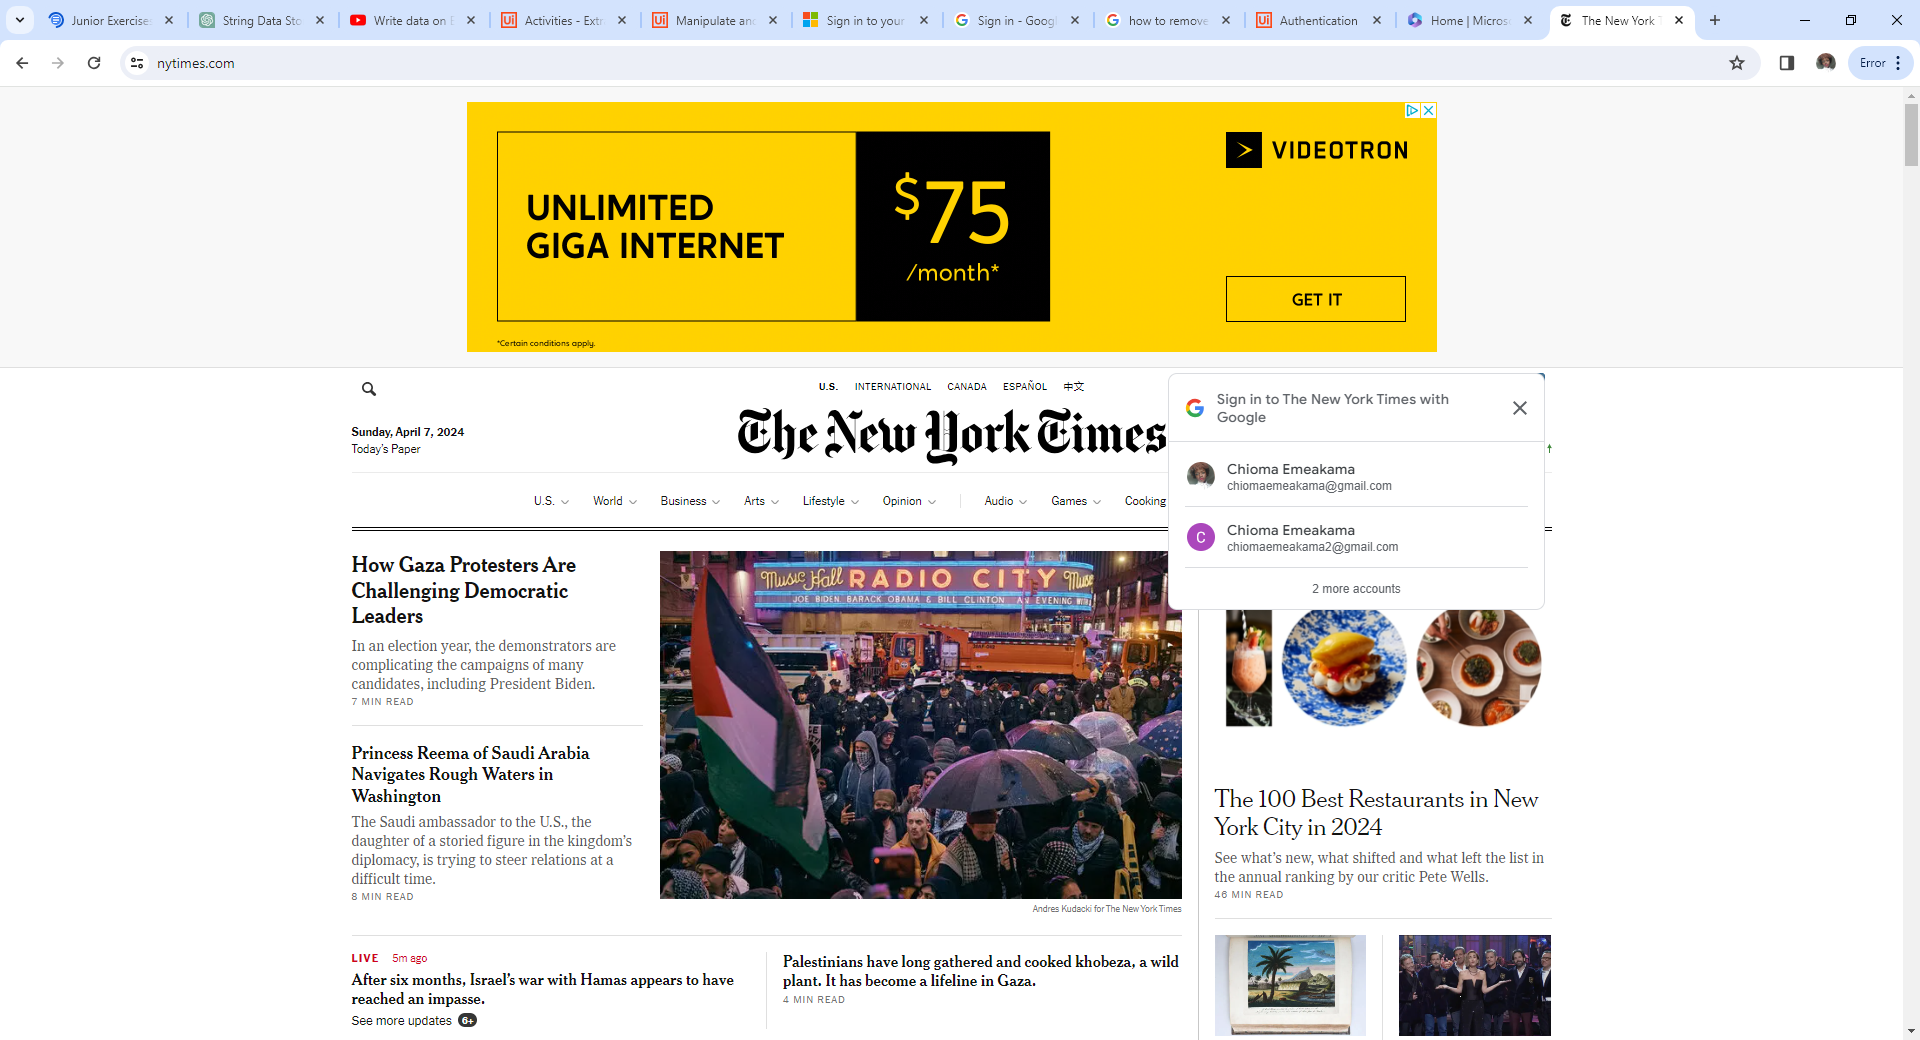 Junior Exercise
String Data Sto
Write data on E
Activities - Extr
Manipulate and
Sign in to your
Sign in - Googl
how to remove
Authentication
Home | Micros
The New York T
nytimes.com
Error
UNLIMITED
GIGA INTERNET
$75
/month*
VIDEOTRON
GET IT
*Certain conditions apply.
U.S. INTERNATIONAL CANADA ESPAÑOL 中文
Sunday, April 7, 2024
Today's Paper
The New York Times
Sign in to The New York Times with
Google
Chioma Emeakama
chiomaemeakama@gmail.com
Chioma Emeakama
chiomaemeakama2@gmail.com
2 more accounts
U.S. World Business Arts Lifestyle Opinion Audio Games Cooking
How Gaza Protesters Are
Challenging Democratic
Leaders
In an election year, the demonstrators are
complicating the campaigns of many
candidates, including President Biden.
7 MIN READ
Princess Reema of Saudi Arabia
Navigates Rough Waters in
Washington
The Saudi ambassador to the U.S., the
daughter of a storied figure in the kingdom's
diplomacy, is trying to steer relations at a
difficult time.
8 MIN READ
Music Hall RADIO CITY Music
JOE BIDEN BARACK OBAMA & BILL CLINTON AN EVENING WITH
Andres Kudacki for The New York Times
The 100 Best Restaurants in New
York City in 2024
See what's new, what shifted and what left the list in
the annual ranking by our critic Pete Wells.
46 MIN READ
LIVE 5m ago
After six months, Israel's war with Hamas appears to have
reached an impasse.
See more updates 6+
Palestinians have long gathered and cooked khobeza, a wild
plant. It has become a lifeline in Gaza.
4 MIN READ